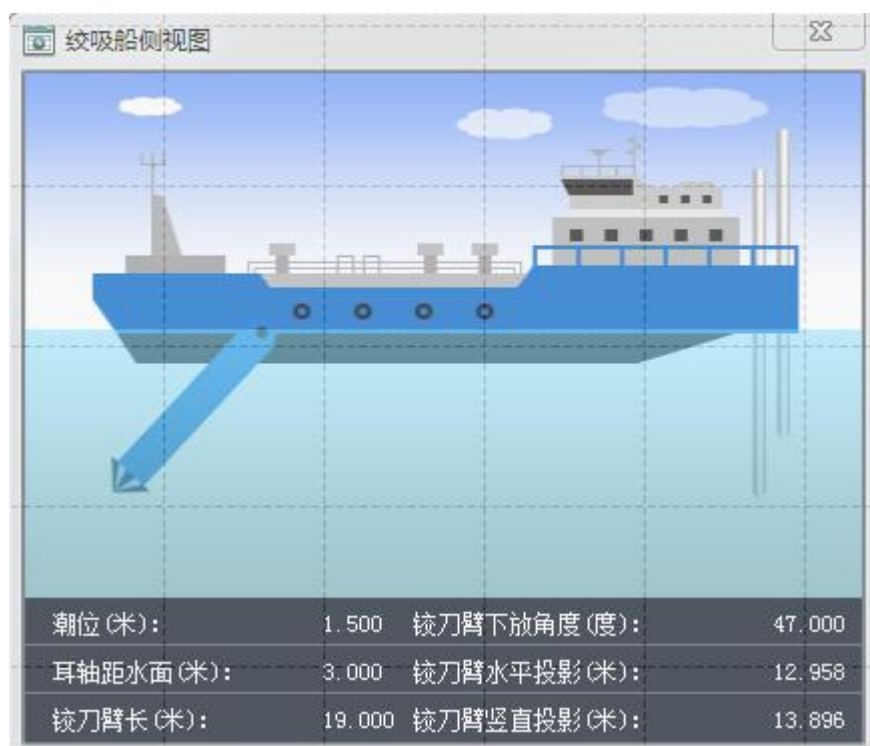 绞吸船侧视图
潮位(米): 1.500 铰刀臂下放角度(度): 47.000
耳轴距水面(米): 3.000 铰刀臂水平投影(米): 12.958
铰刀臂长(米): 19.000 铰刀臂竖直投影(米): 13.896